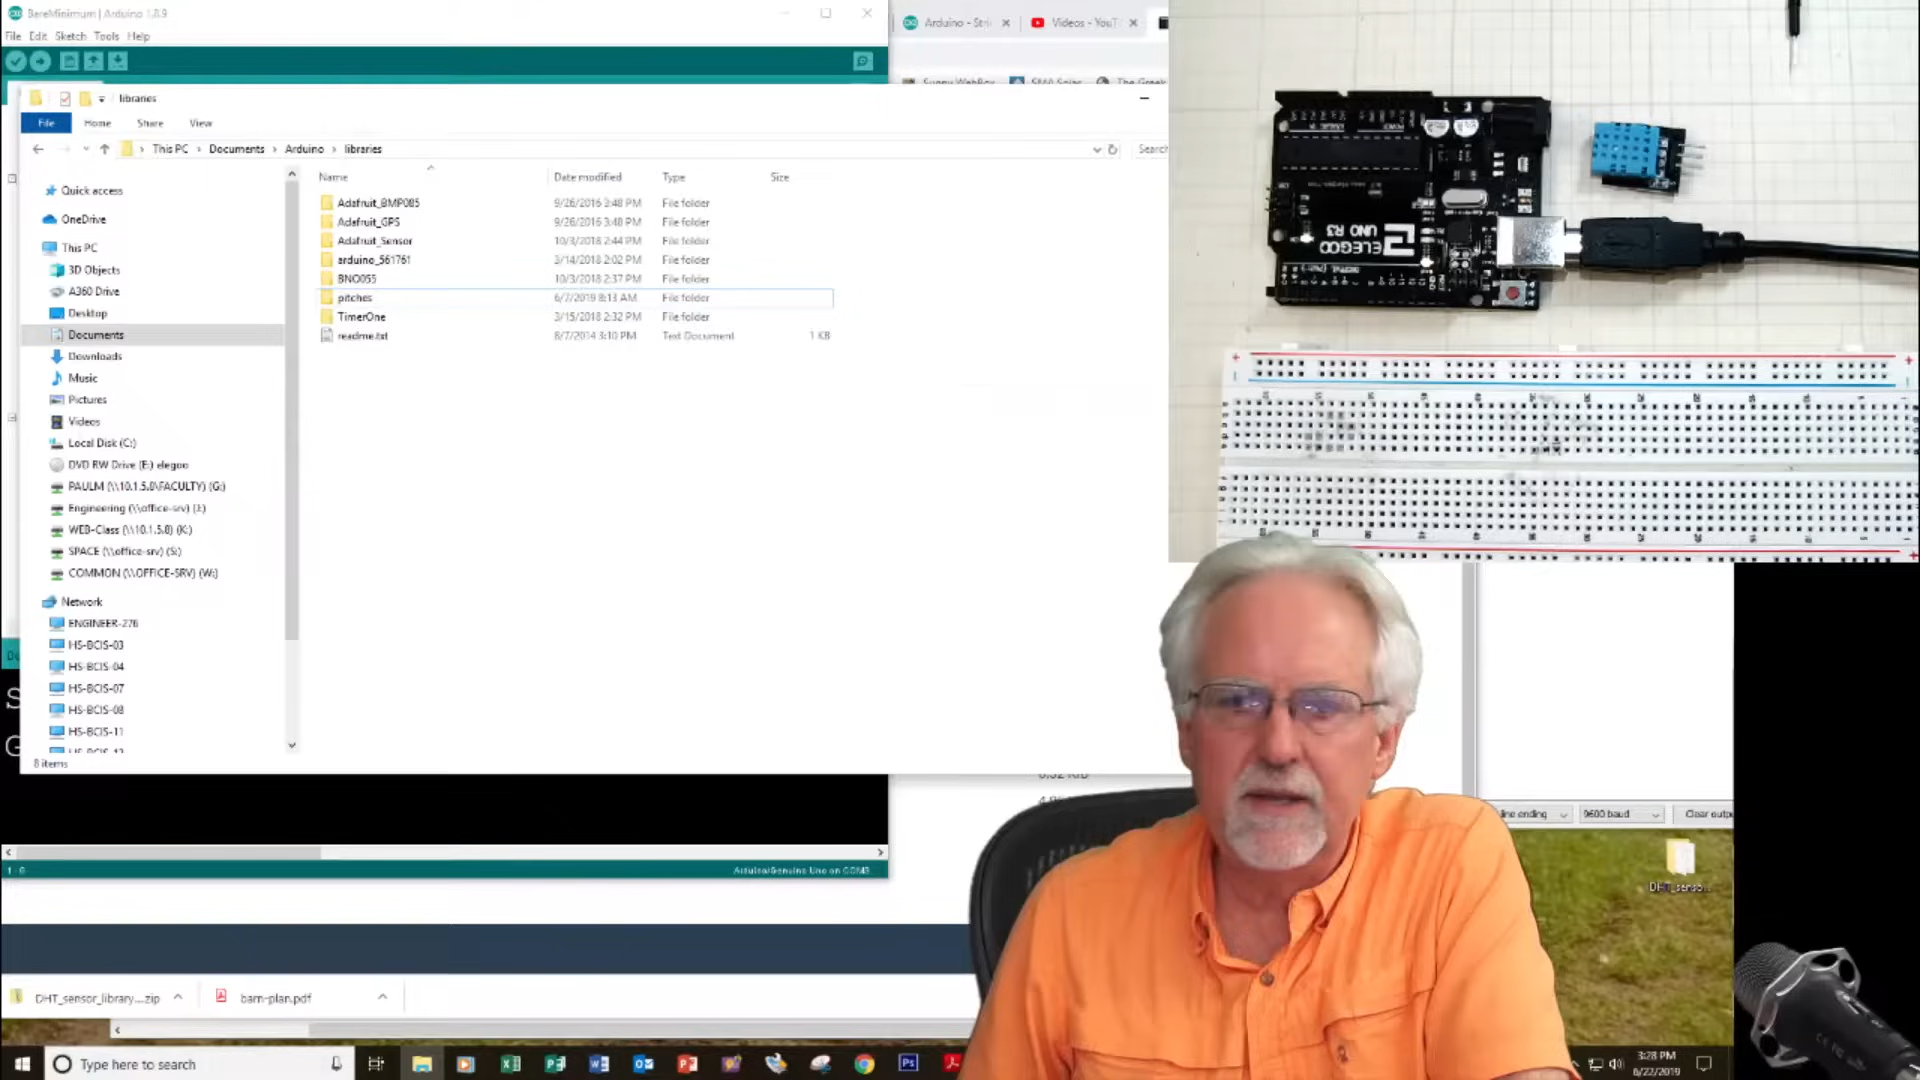 BareMinimum | Arduino 1.8.9
File Edit Sketch Tools Help
Arduino - Stri
Videos - YouT
libraries
File Home Share View
This PC > Documents > Arduino > libraries
Search
Name Date modified Type Size
Adafruit_BMP085 9/26/2016 3:48 PM File folder
Adafruit_GPS 9/26/2016 3:48 PM File folder
Adafruit_Sensor 10/3/2018 2:44 PM File folder
arduino_561761 3/14/2018 2:02 PM File folder
BNO055 10/3/2018 2:37 PM File folder
pitches 6/7/2019 8:13 AM File folder
TimerOne 3/15/2018 2:32 PM File folder
readme.txt 8/7/2014 3:10 PM Text Document 1 KB
Quick access
OneDrive
This PC
3D Objects
A360 Drive
Desktop
Documents
Downloads
Music
Pictures
Videos
Local Disk (C:)
DVD RW Drive (E:) elegoo
PAULM (\\10.1.5.8\FACULTY) (G:)
Engineering (\\office-srv) (I:)
WEB-Class (\\10.1.5.8) (K:)
SPACE (\\office-srv) (S:)
COMMON (\\OFFICE-SRV) (W:)
Network
ENGINEER-276
HS-BCIS-03
HS-BCIS-04
HS-BCIS-07
HS-BCIS-08
HS-BCIS-11
8 items
ELEGOO
UNO R3
line ending
9600 baud
Clear outpu
DHT_senso...
Arduino/Genuino Uno on COM3
DHT_sensor_library....zip
barn-plan.pdf
Type here to search
3:28 PM
6/22/2019